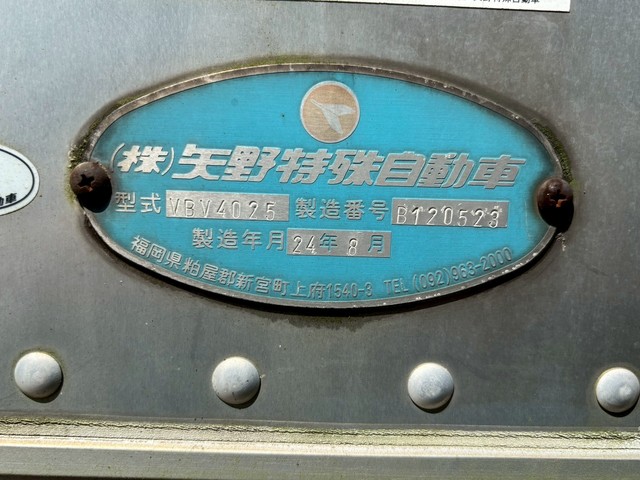 (株)矢野特殊自動車
型式 VBV4025 製造番号 B120523
製造年月 24年 8月
福岡県粕屋郡新宮町上府1540-3 TEL (092)963-2000